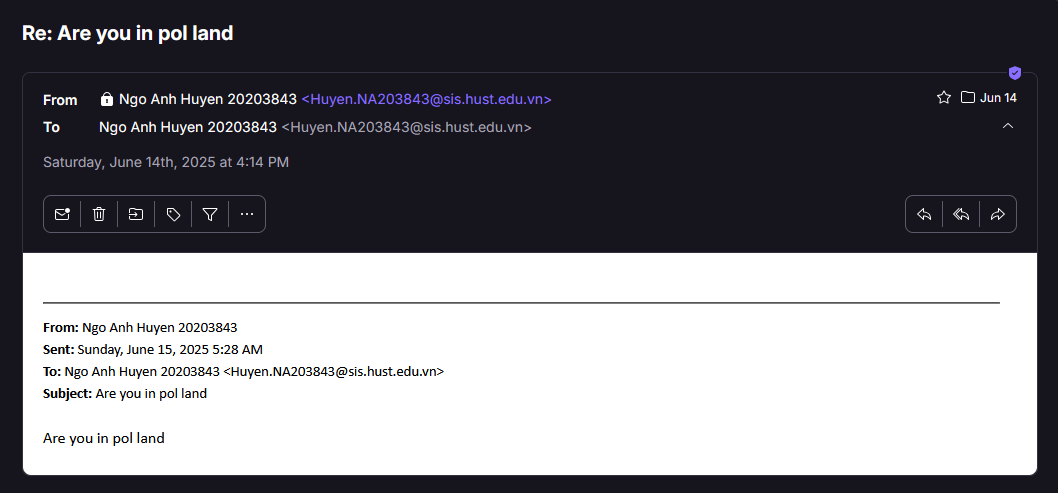 Re: Are you in pol land
From Ngo Anh Huyen 20203843 <Huyen.NA203843@sis.hust.edu.vn> Jun 14
To Ngo Anh Huyen 20203843 <Huyen.NA203843@sis.hust.edu.vn>
Saturday, June 14th, 2025 at 4:14 PM
From: Ngo Anh Huyen 20203843
Sent: Sunday, June 15, 2025 5:28 AM
To: Ngo Anh Huyen 20203843 <Huyen.NA203843@sis.hust.edu.vn>
Subject: Are you in pol land
Are you in pol land